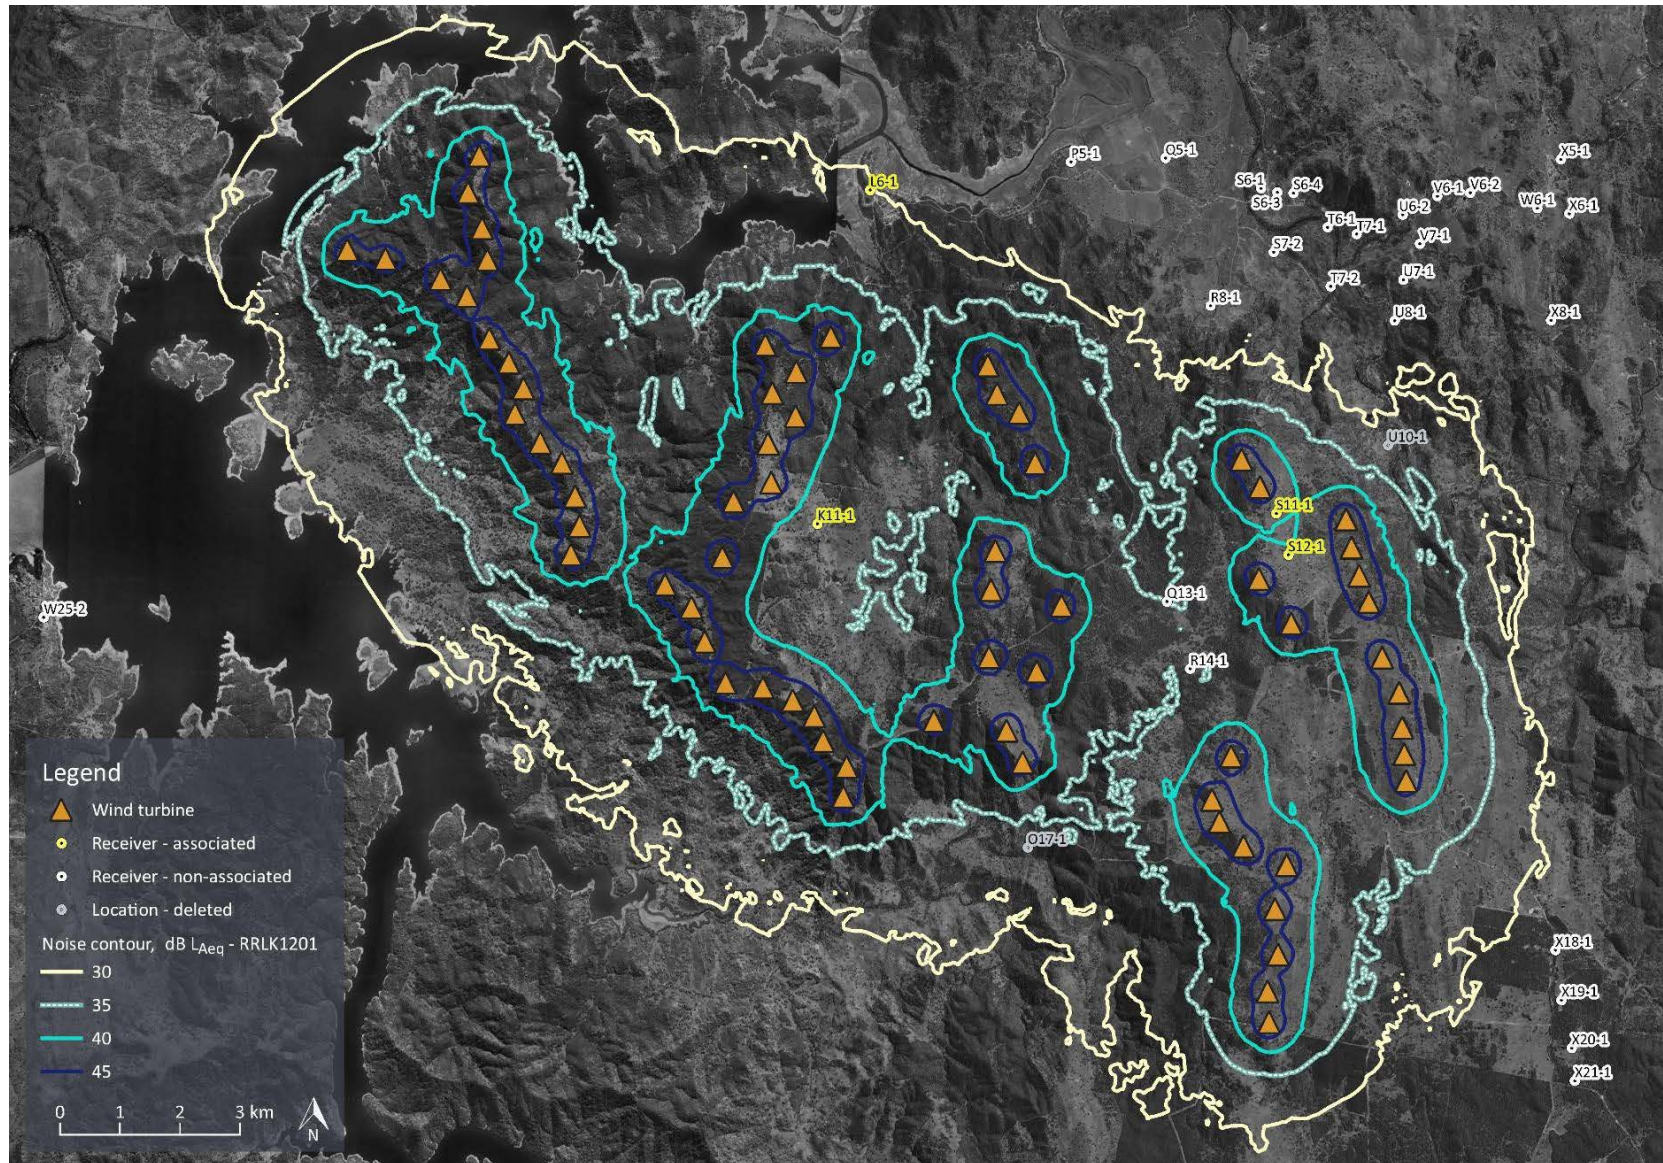 L6-1
P5-1
Q5-1
X5-1
S6-1
S6-4
S6-3
T6-1
T7-1
U6-2
V6-1
V6-2
W6-1
X6-1
S7-2
V7-1
T7-2
U7-1
R8-1
U8-1
X8-1
U10-1
K11-1
S11-1
S12-1
W25-2
Q13-1
R14-1
O17-1
X18-1
X19-1
X20-1
X21-1
Legend
Wind turbine
Receiver - associated
Receiver - non-associated
Location - deleted
Noise contour, dB LAeq - RRLK1201
30
35
40
45
0 1 2 3 km
N